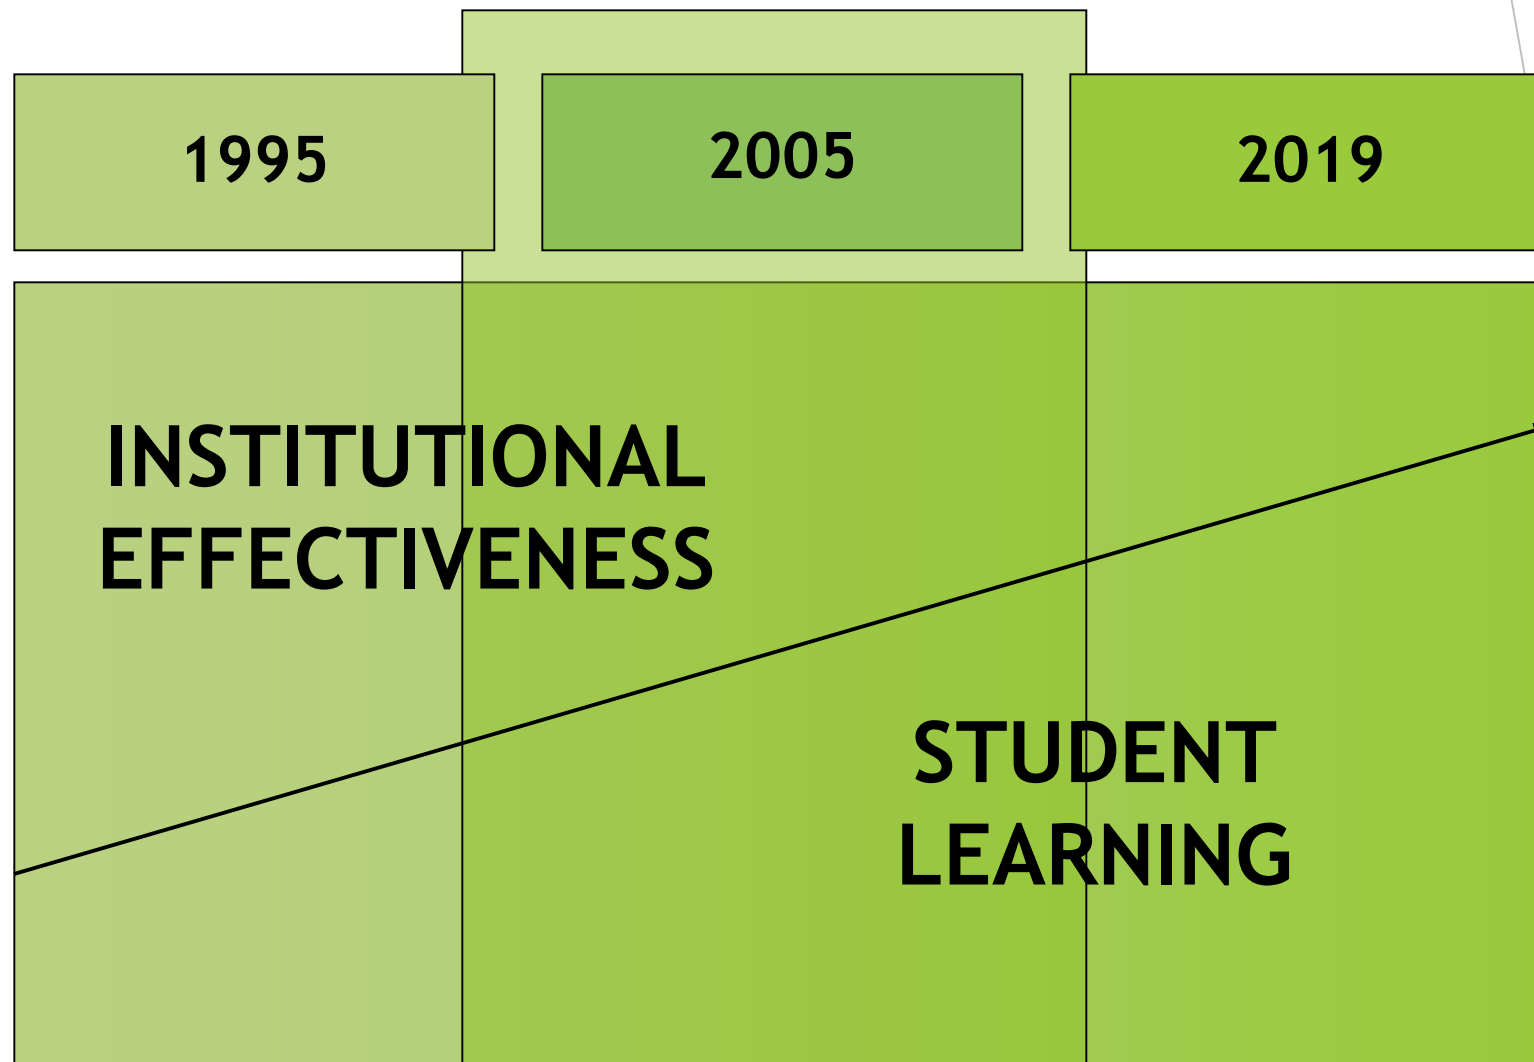 1995
2005
2019
INSTITUTIONAL
EFFECTIVENESS
STUDENT
LEARNING